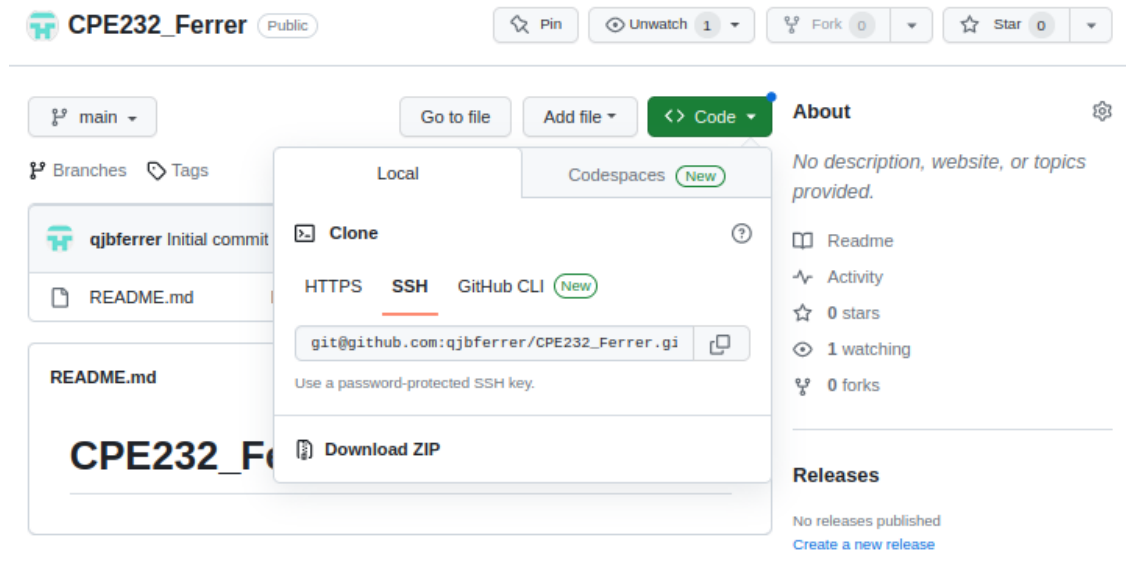 CPE232_Ferrer Public Pin Unwatch 1 Fork 0 Star 0
main Go to file Add file Code
Branches Tags
qjbferrer Initial commit
README.md
README.md
CPE232_Fe
Local Codespaces New
Clone
HTTPS SSH GitHub CLI New
git@github.com:qjbferrer/CPE232_Ferrer.gi
Use a password-protected SSH key.
Download ZIP
About
No description, website, or topics
provided.
Readme
Activity
0 stars
1 watching
0 forks
Releases
No releases published
Create a new release